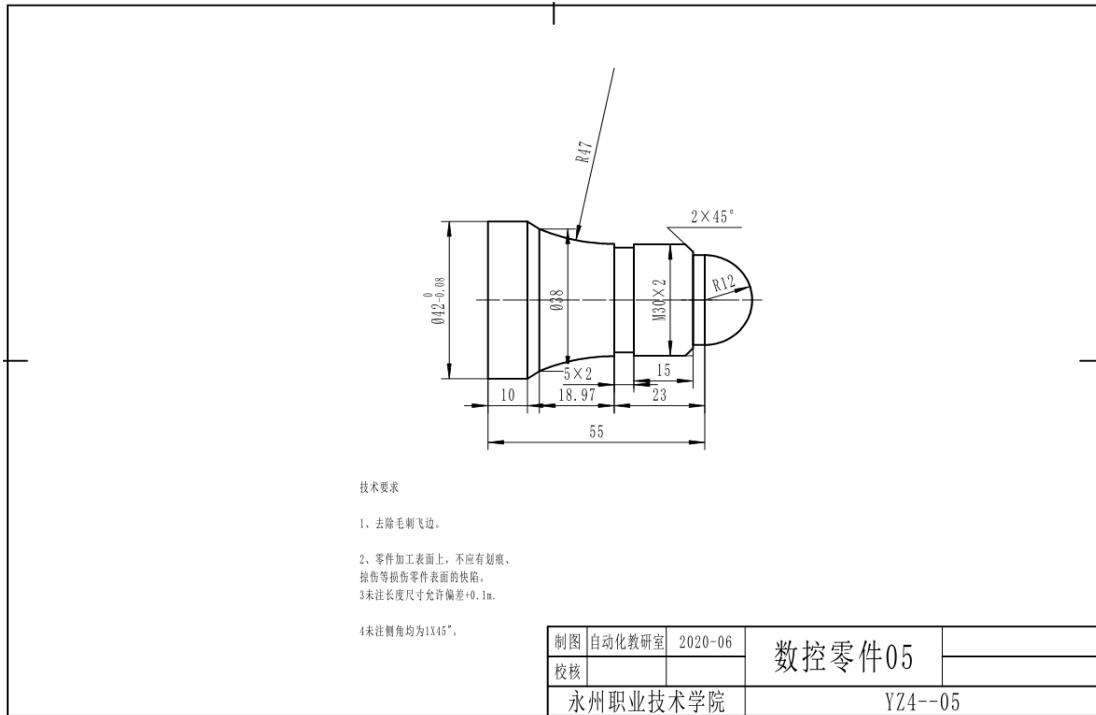 R47
2×45°
R12
Ø42 0 -0.08
Ø38
M30×2
5×2
15
10
18.97
23
55
技术要求
1、去除毛刺飞边。
2、零件加工表面上，不应有划痕、
掠伤等损伤零件表面的快陷。
3未注长度尺寸允许偏差+0.1m.
4未注侧角均为1X45″。
制图 自动化教研室 2020-06
数控零件05
校核
永州职业技术学院 YZ4--05